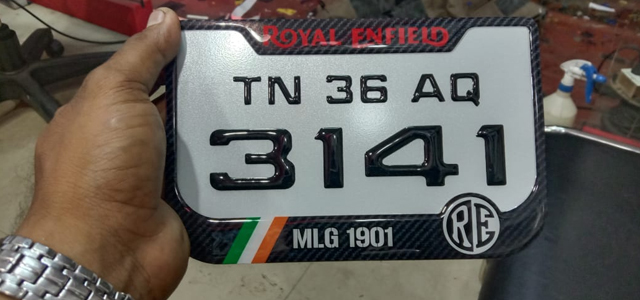 ROYAL ENFIELD
TN 36 AQ
3141
MLG 1901
RE